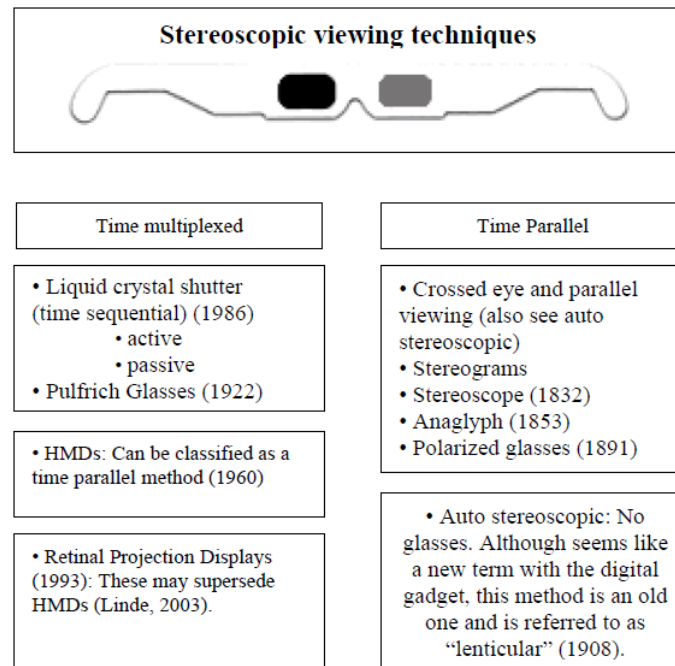 Stereoscopic viewing techniques
Time multiplexed
• Liquid crystal shutter
(time sequential) (1986)
• active
• passive
• Pulfrich Glasses (1922)
• HMDs: Can be classified as a
time parallel method (1960)
• Retinal Projection Displays
(1993): These may supersede
HMDs (Linde, 2003).
Time Parallel
• Crossed eye and parallel
viewing (also see auto
stereoscopic)
• Stereograms
• Stereoscope (1832)
• Anaglyph (1853)
• Polarized glasses (1891)
• Auto stereoscopic: No
glasses. Although seems like
a new term with the digital
gadget, this method is an old
one and is referred to as
“lenticular” (1908).